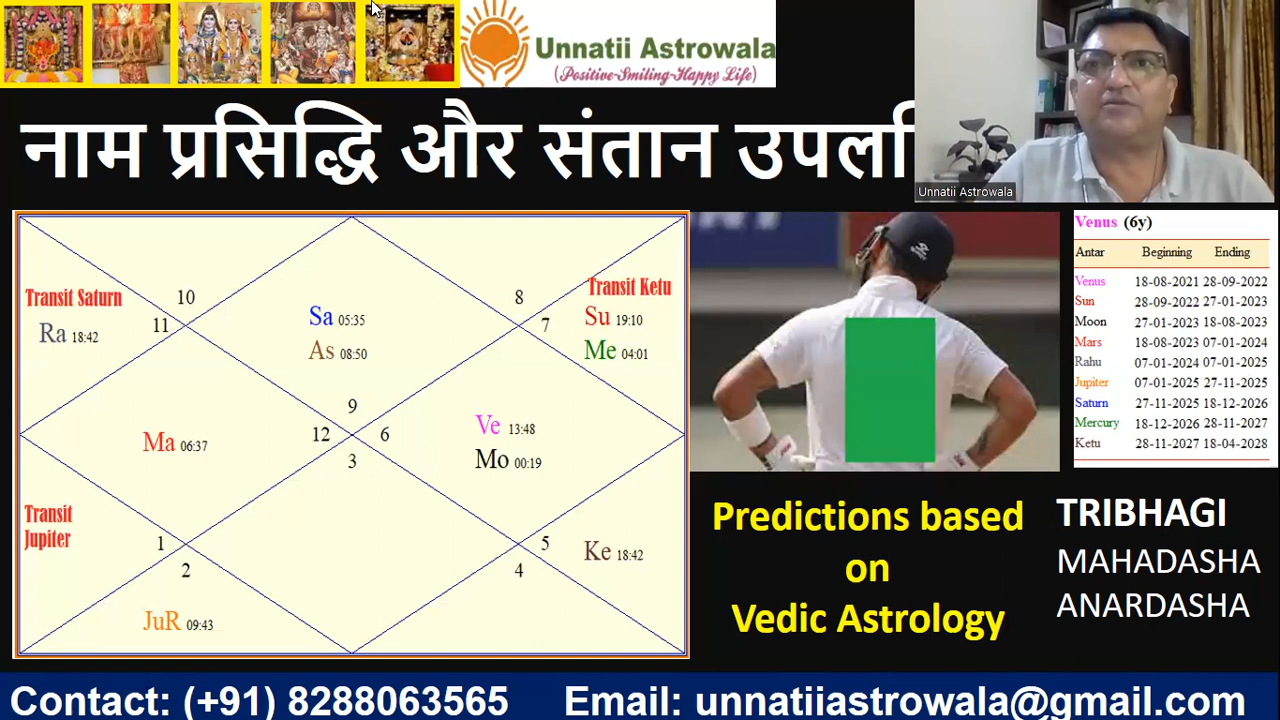 Unnatii Astrowala
(Positive-Smiling-Happy Life)
नाम प्रसिद्धि और संतान
Unnatii Astrowala
Transit Saturn
Ra 18:42
10
11
Sa 05:35
As 08:50
8
7
Transit Ketu
Su 19:10
Me 04:01
9
12
6
3
Ma 06:37
Ve 13:48
Mo 00:19
Transit
Jupiter
1
2
JuR 09:43
5
4
Ke 18:42
Venus (6y)
Antar Beginning Ending
Venus 18-08-2021 28-09-2022
Sun 28-09-2022 27-01-2023
Moon 27-01-2023 18-08-2023
Mars 18-08-2023 07-01-2024
Rahu 07-01-2024 07-01-2025
Jupiter 07-01-2025 27-11-2025
Saturn 27-11-2025 18-12-2026
Mercury 18-12-2026 28-11-2027
Ketu 28-11-2027 18-04-2028
Predictions based
on
Vedic Astrology
TRIBHAGI
MAHADASHA
ANARDASHA
Contact: (+91) 8288063565 Email: unnatiiastrowala@gmail.com